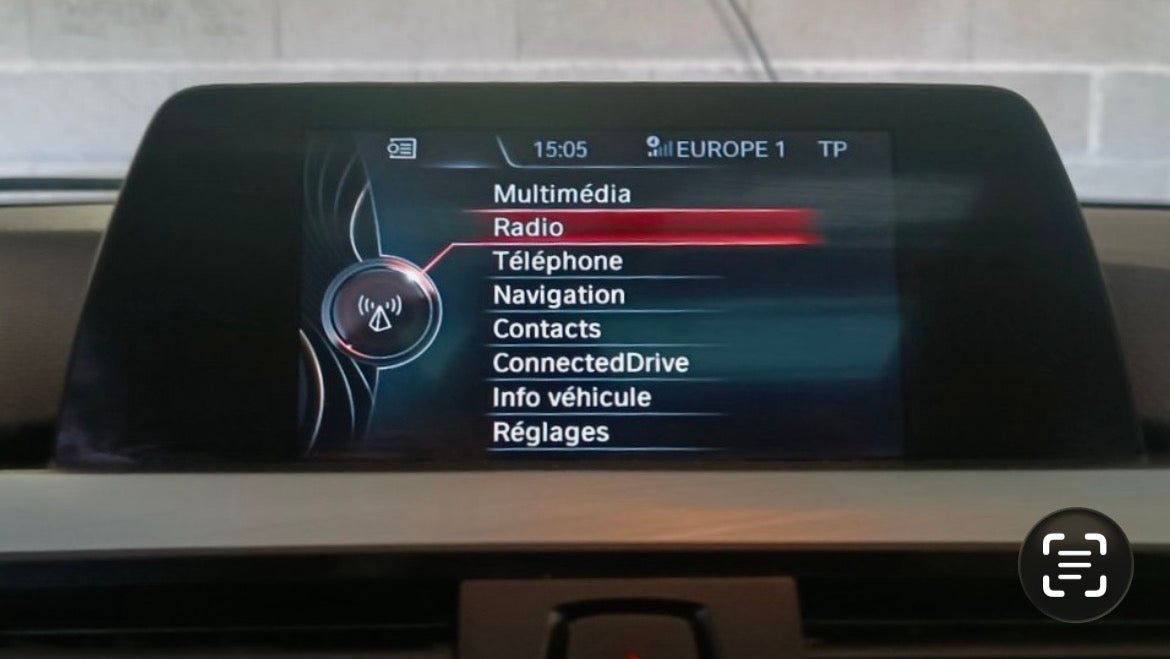 15:05 EUROPE 1 TP
Multimédia
Radio
Téléphone
Navigation
Contacts
ConnectedDrive
Info véhicule
Réglages